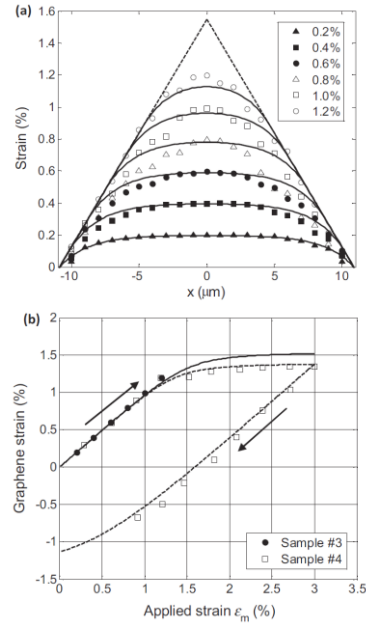 (a)
1.6
1.4
1.2
1
0.8
0.6
0.4
0.2
0
Strain (%)
0.2%
0.4%
0.6%
0.8%
1.0%
1.2%
-10 -5 0 5 10
x (μm)
(b)
2
1.5
1
0.5
0
-0.5
-1
-1.5
Graphene strain (%)
Sample #3
Sample #4
0 0.5 1 1.5 2 2.5 3 3.5
Applied strain εm (%)